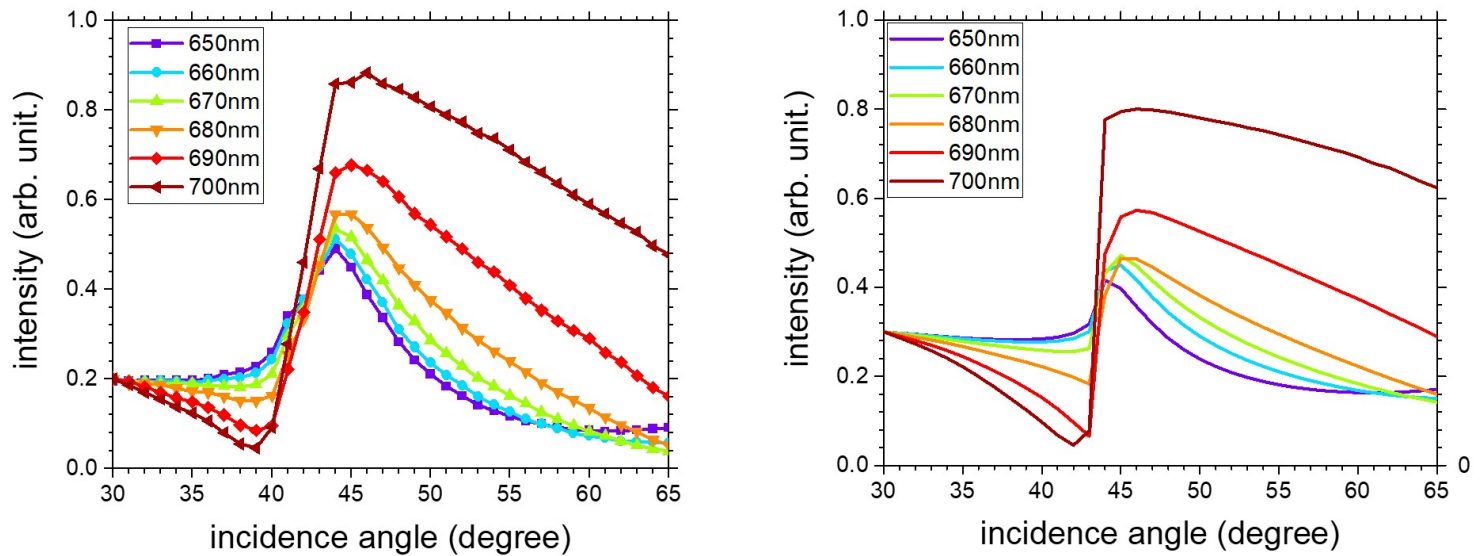 1.0
0.8
0.6
0.4
0.2
0.0
intensity (arb. unit.)
650nm
660nm
670nm
680nm
690nm
700nm
30 35 40 45 50 55 60 65
incidence angle (degree)
1.0
0.8
0.6
0.4
0.2
0.0
intensity (arb. unit.)
650nm
660nm
670nm
680nm
690nm
700nm
0
30 35 40 45 50 55 60 65
incidence angle (degree)